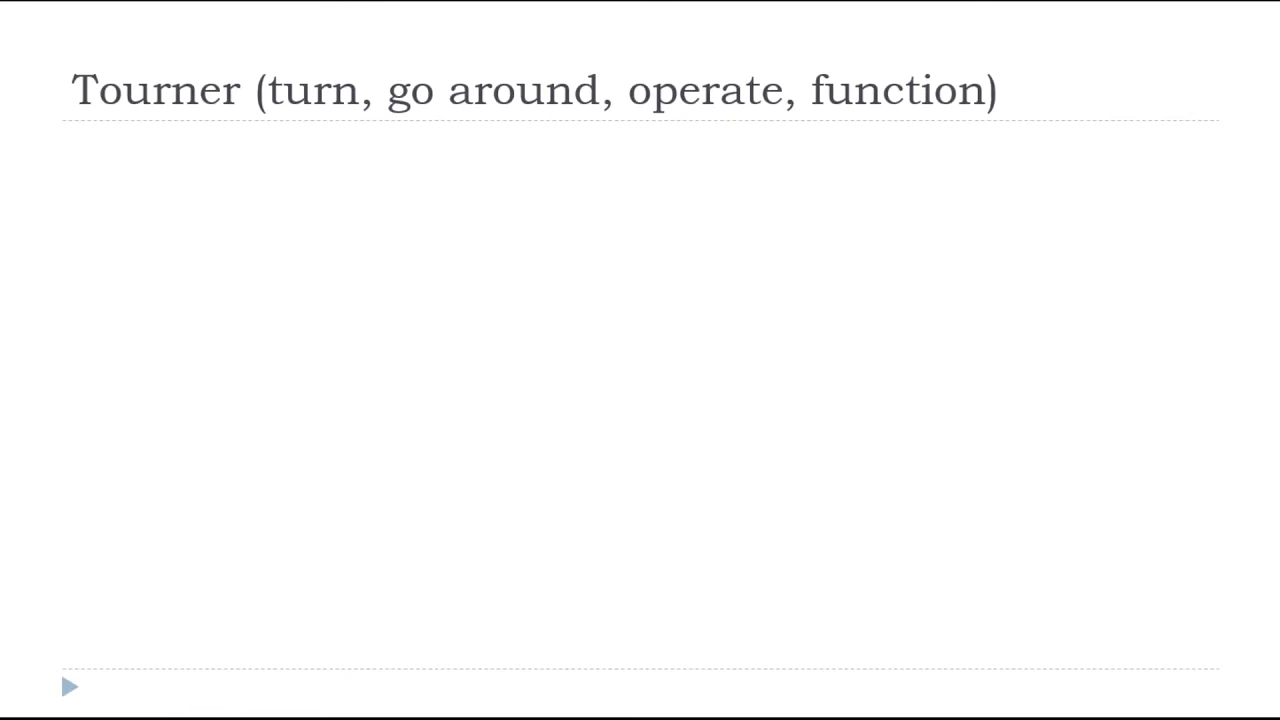 Tourner (turn, go around, operate, function)